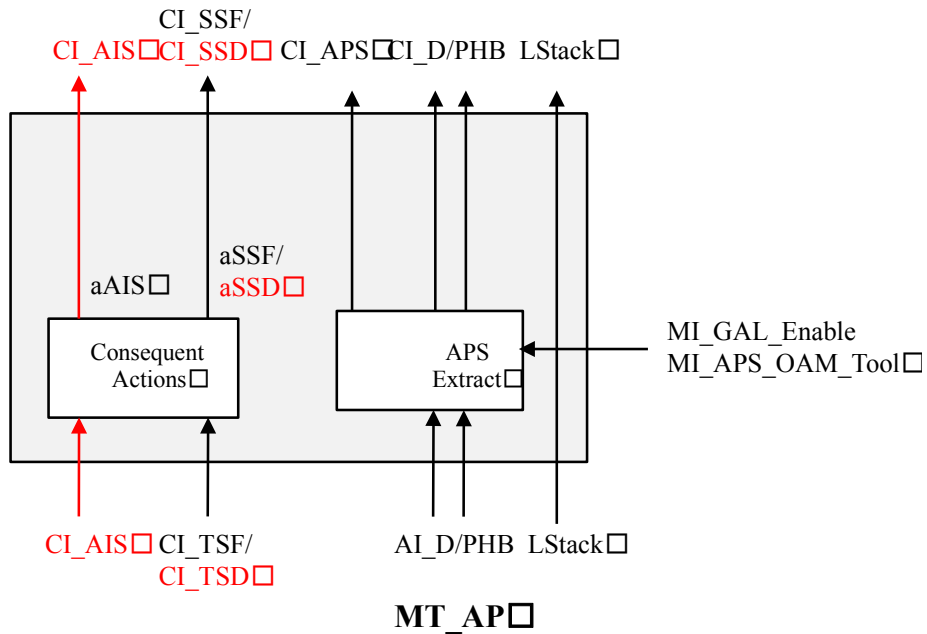 CI_SSF/
CI_AIS□ CI_SSD□ CI_APS□ CI_D/PHB LStack□
aAIS□
aSSF/
aSSD□
Consequent
Actions□
APS
Extract□
MI_GAL_Enable
MI_APS_OAM_Tool□
CI_AIS□ CI_TSF/ AI_D/PHB LStack□
CI_TSD□
MT_AP□